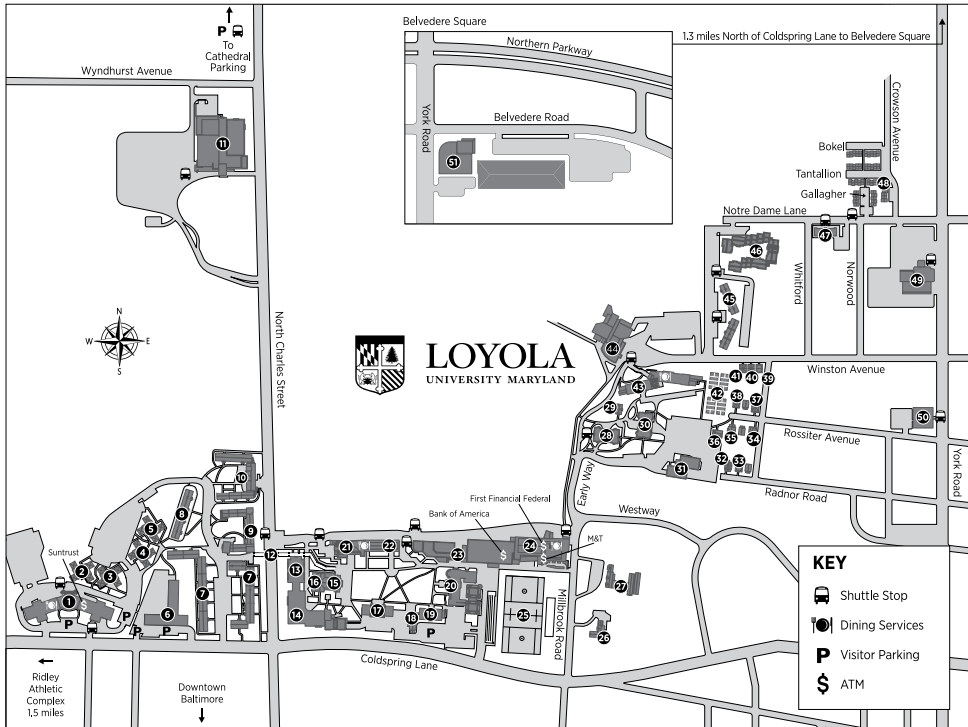 P
To
Cathedral
Parking
Wyndhurst Avenue
11
Belvedere Square
Northern Parkway
York Road
Belvedere Road
51
1.3 miles North of Coldspring Lane to Belvedere Square
Crowson Avenue
Bokel
Tantallion
Gallagher
48
Notre Dame Lane
47
46
Whitford
Norwood
49
45
N
W E
S
North Charles Street
LOYOLA
UNIVERSITY MARYLAND
44
Winston Avenue
43
42
41
40
39
38
37
50
29
30
28
36
35
34
Rossiter Avenue
31
32
33
Early Way
Radnor Road
York Road
Westway
First Financial Federal
Bank of America
M&T
10
8
5
9
4
Suntrust
2
3
1
$
P
P
P
6
7
7
12
13
14
16
15
21
22
17
18
19
P
20
23
$
24
$
$
25
27
26
Millbrook Road
Coldspring Lane
Ridley
Athletic
Complex
1,5 miles
Downtown
Baltimore
KEY
Shuttle Stop
Dining Services
P Visitor Parking
$ ATM